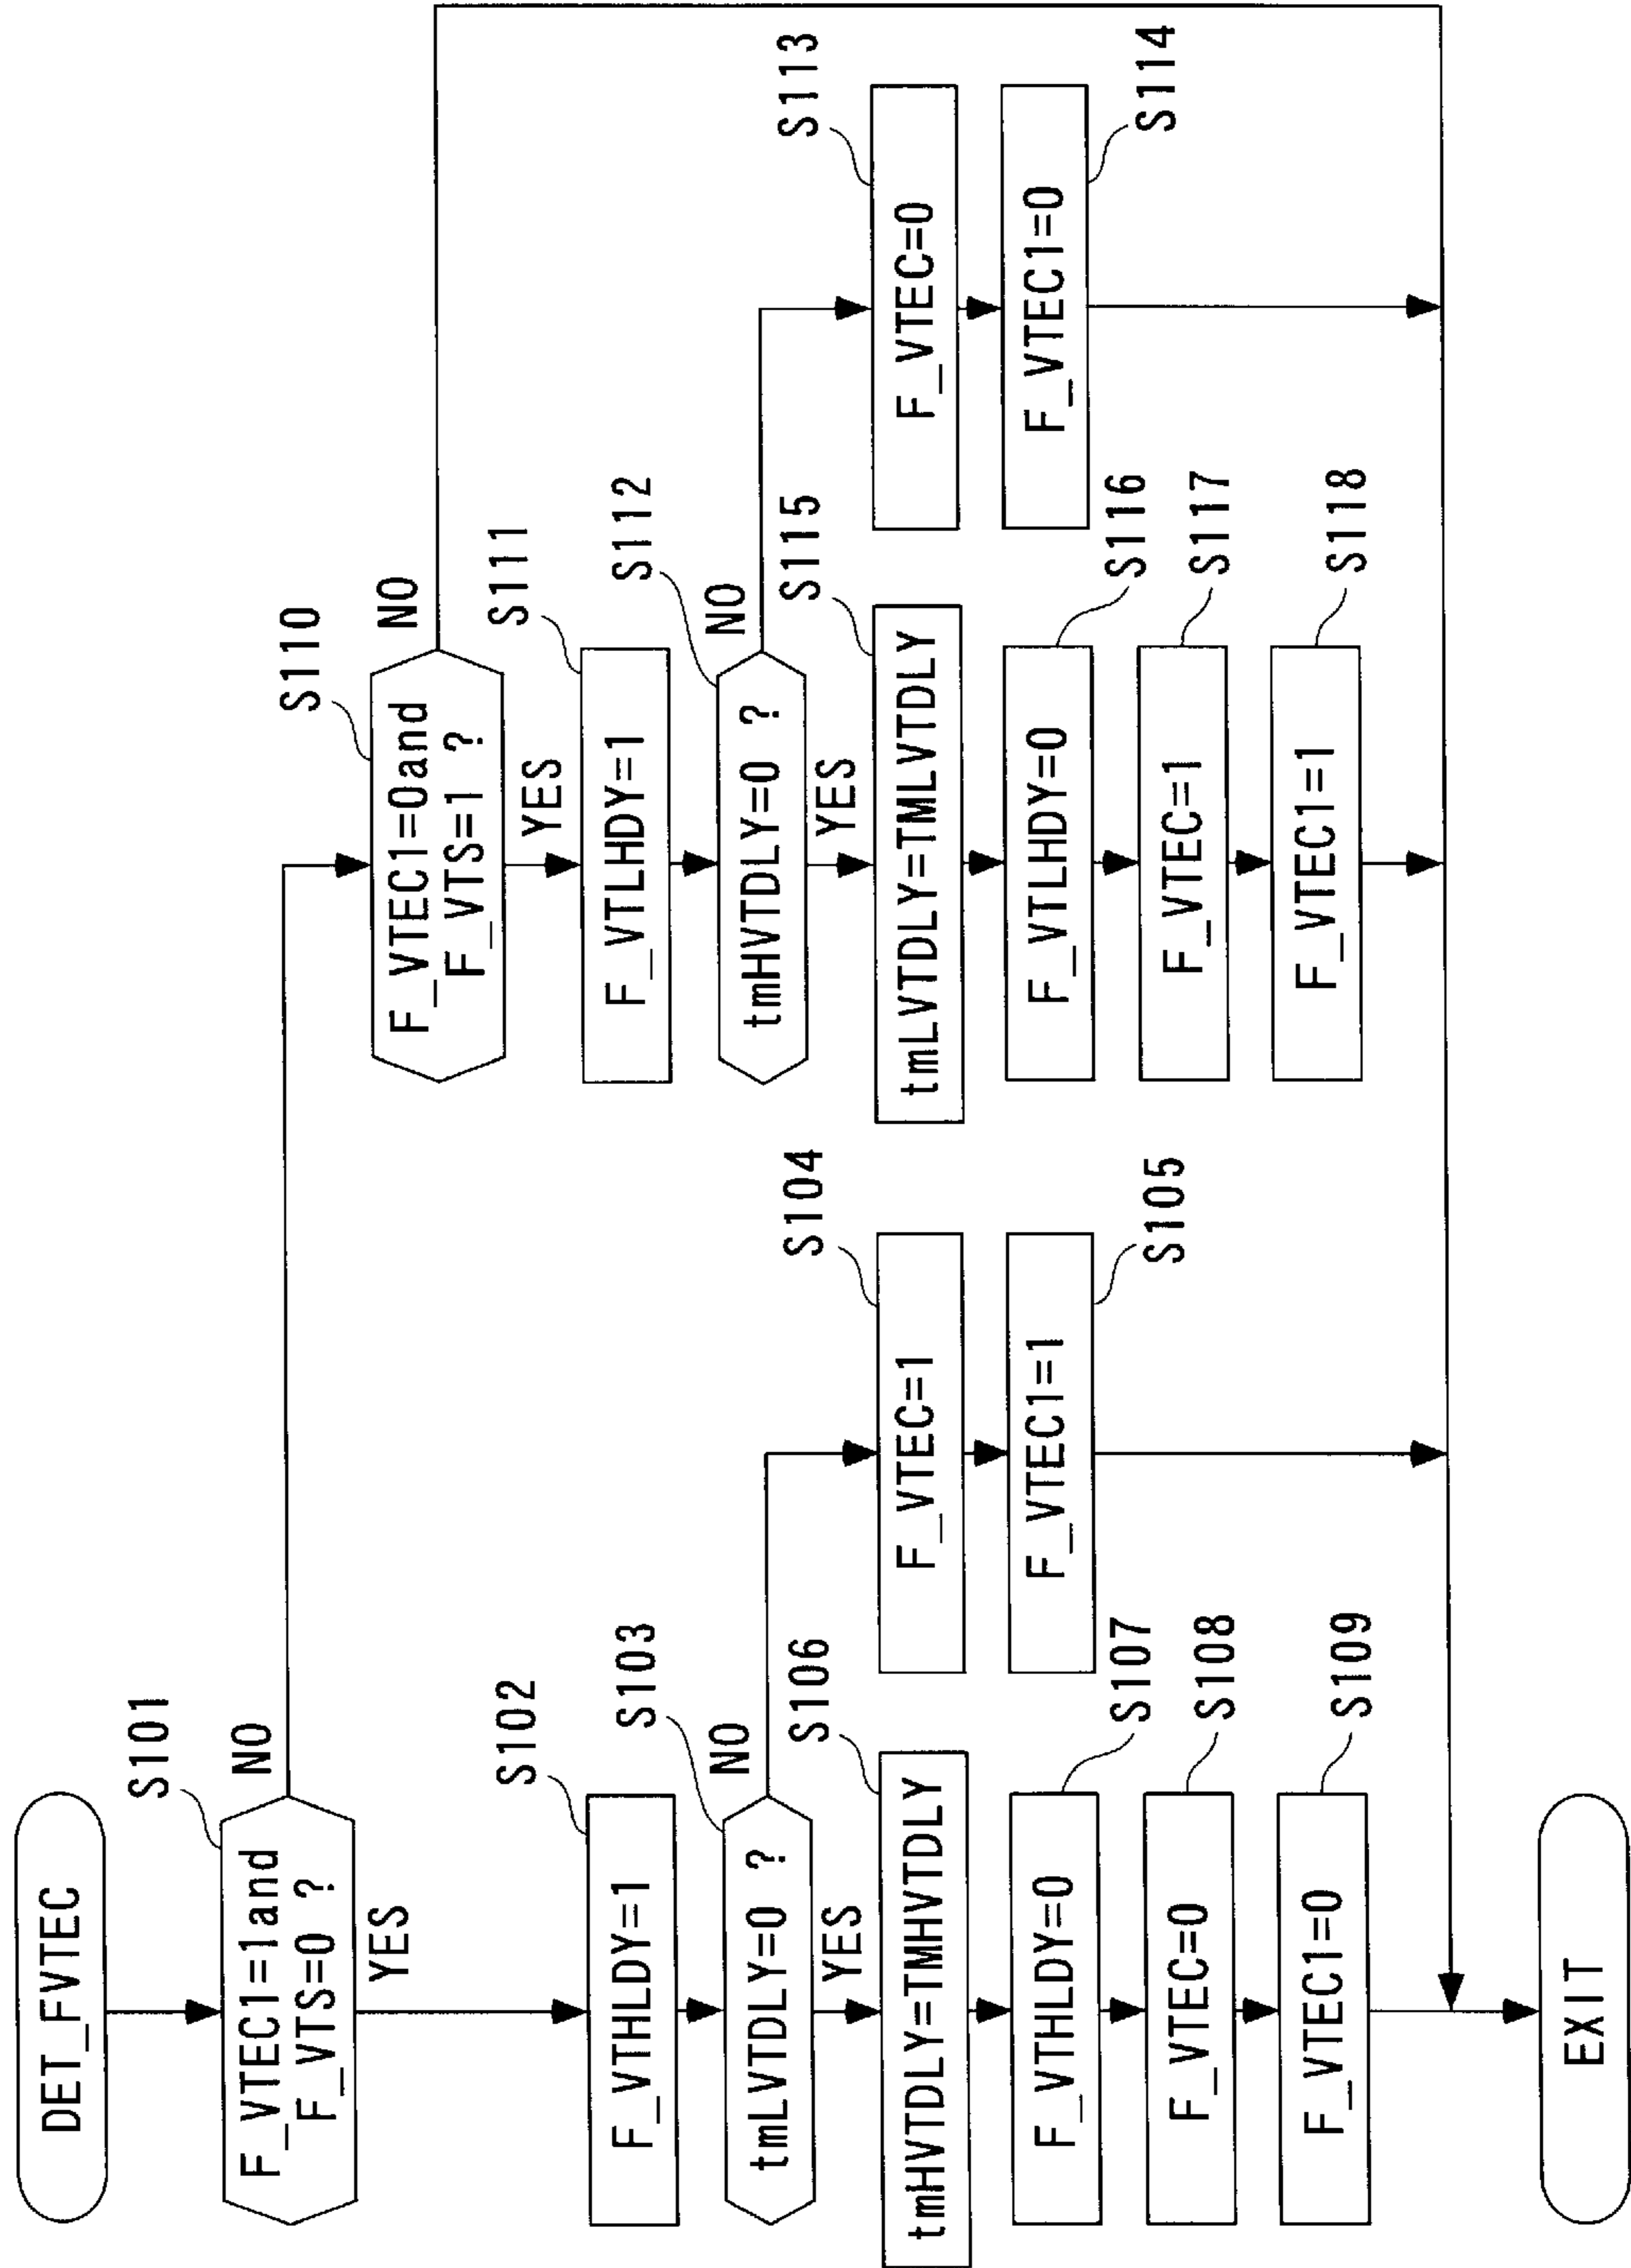 DET_FVTEC
S101
F_VTEC1=1and
F_VTS=0 ?
NO
YES
S102
F_VTHLDY=1
S103
tmLVTDLY=0 ?
NO
YES
S104
F_VTEC=1
S105
F_VTEC1=1
S106
tmHVTDLY=TMHVTDLY
S107
F_VTHLDY=0
S108
F_VTEC=0
S109
F_VTEC1=0
S110
F_VTEC1=0and
F_VTS=1 ?
NO
YES
S111
F_VTLHDY=1
S112
tmHVTDLY=0 ?
NO
YES
S113
F_VTEC=0
S114
F_VTEC1=0
S115
tmLVTDLY=TMLVTDLY
S116
F_VTLHDY=0
S117
F_VTEC=1
S118
F_VTEC1=1
EXIT